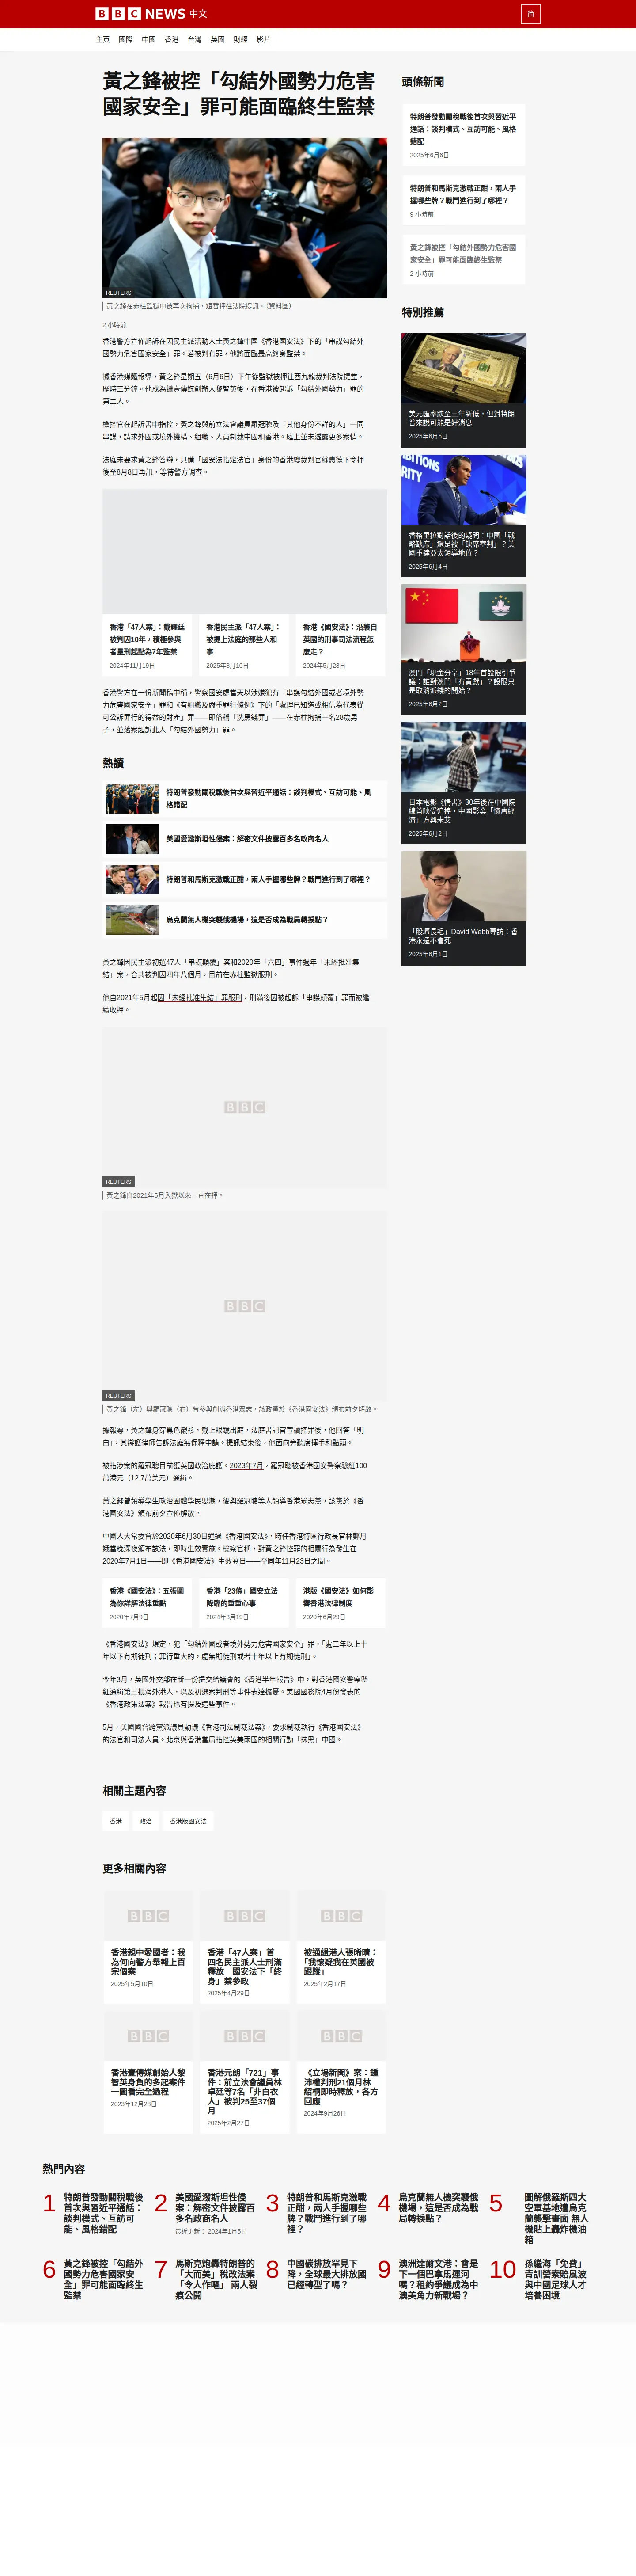 BBC NEWS 中文
简
主頁 國際 中國 香港 台灣 英國 財經 影片
黃之鋒被控「勾結外國勢力危害
國家安全」罪可能面臨終生監禁
REUTERS
黃之鋒在赤柱監獄中被再次拘捕，短暫押往法院提訊。（資料圖）
2 小時前
香港警方宣佈起訴在囚民主派活動人士黃之鋒中國《香港國安法》下的「串謀勾結外
國勢力危害國家安全」罪。若被判有罪，他將面臨最高終身監禁。
據香港媒體報導，黃之鋒星期五（6月6日）下午從監獄被押往西九龍裁判法院提堂，
歷時三分鐘。他成為繼壹傳媒創辦人黎智英後，在香港被起訴「勾結外國勢力」罪的
第二人。
檢控官在起訴書中指控，黃之鋒與前立法會議員羅冠聰及「其他身份不詳的人」一同
串謀，請求外國或境外機構、組織、人員制裁中國和香港。庭上並未透露更多案情。
法庭未要求黃之鋒答辯，具備「國安法指定法官」身份的香港總裁判官蘇惠德下令押
後至8月8日再訊，等待警方調查。
香港「47人案」：戴耀廷
被判囚10年，積極參與
者量刑起點為7年監禁
2024年11月19日
香港民主派「47人案」：
被提上法庭的那些人和
事
2025年3月10日
香港《國安法》：沿襲自
英國的刑事司法流程怎
麼走？
2024年5月28日
香港警方在一份新聞稿中稱，警察國安處當天以涉嫌犯有「串謀勾結外國或者境外勢
力危害國家安全」罪和《有組織及嚴重罪行條例》下的「處理已知道或相信為代表從
可公訴罪行的得益的財產」罪——即俗稱「洗黑錢罪」——在赤柱拘捕一名28歲男
子，並落案起訴此人「勾結外國勢力」罪。
熱讀
特朗普發動關稅戰後首次與習近平通話：談判模式、互訪可能、風
格錯配
美國愛潑斯坦性侵案：解密文件披露百多名政商名人
特朗普和馬斯克激戰正酣，兩人手握哪些牌？戰鬥進行到了哪裡？
烏克蘭無人機突襲俄機場，這是否成為戰局轉捩點？
黃之鋒因民主派初選47人「串謀顛覆」案和2020年「六四」事件週年「未經批准集
結」案，合共被判囚四年八個月，目前在赤柱監獄服刑。
他自2021年5月起因「未經批准集結」罪服刑，刑滿後因被起訴「串謀顛覆」罪而被繼
續收押。
BBC
REUTERS
黃之鋒自2021年5月入獄以來一直在押。
BBC
REUTERS
黃之鋒（左）與羅冠聰（右）曾參與創辦香港眾志，該政黨於《香港國安法》頒布前夕解散。
據報導，黃之鋒身穿黑色襯衫，戴上眼鏡出庭，法庭書記官宣讀控罪後，他回答「明
白」，其辯護律師告訴法庭無保釋申請。提訊結束後，他面向旁聽席揮手和點頭。
被指涉案的羅冠聰目前獲英國政治庇護。2023年7月，羅冠聰被香港國安警察懸紅100
萬港元（12.7萬美元）通緝。
黃之鋒曾領導學生政治團體學民思潮，後與羅冠聰等人領導香港眾志黨，該黨於《香
港國安法》頒布前夕宣佈解散。
中國人大常委會於2020年6月30日通過《香港國安法》，時任香港特區行政長官林鄭月
娥當晚深夜頒布該法，即時生效實施。檢察官稱，對黃之鋒控罪的相關行為發生在
2020年7月1日——即《香港國安法》生效翌日——至同年11月23日之間。
香港《國安法》：五張圖
為你詳解法律重點
2020年7月9日
香港「23條」國安立法
降臨的重重心事
2024年3月19日
港版《國安法》如何影
響香港法律制度
2020年6月29日
《香港國安法》規定，犯「勾結外國或者境外勢力危害國家安全」罪，「處三年以上十
年以下有期徒刑；罪行重大的，處無期徒刑或者十年以上有期徒刑」。
今年3月，英國外交部在新一份提交給議會的《香港半年報告》中，對香港國安警察懸
紅通緝第三批海外港人，以及初選案判刑等事件表達擔憂。美國國務院4月份發表的
《香港政策法案》報告也有提及這些事件。
5月，美國國會跨黨派議員動議《香港司法制裁法案》，要求制裁執行《香港國安法》
的法官和司法人員。北京與香港當局指控英美兩國的相關行動「抹黑」中國。
相關主題內容
香港 政治 香港版國安法
更多相關內容
BBC
香港親中愛國者：我
為何向警方舉報上百
宗個案
2025年5月10日
BBC
香港「47人案」首
四名民主派人士刑滿
釋放 國安法下「終
身」禁參政
2025年4月29日
BBC
被通緝港人張晞晴：
「我懷疑我在英國被
跟蹤」
2025年2月17日
BBC
香港壹傳媒創始人黎
智英身負的多起案件
一圖看完全過程
2023年12月28日
BBC
香港元朗「721」事
件：前立法會議員林
卓廷等7名「非白衣
人」被判25至37個
月
2025年2月27日
BBC
《立場新聞》案：鍾
沛權判刑21個月林
紹桐即時釋放，各方
回應
2024年9月26日
頭條新聞
特朗普發動關稅戰後首次與習近平
通話：談判模式、互訪可能、風格
錯配
2025年6月6日
特朗普和馬斯克激戰正酣，兩人手
握哪些牌？戰鬥進行到了哪裡？
9 小時前
黃之鋒被控「勾結外國勢力危害國
家安全」罪可能面臨終生監禁
2 小時前
特別推薦
美元匯率跌至三年新低，但對特朗
普來說可能是好消息
2025年6月5日
香格里拉對話後的疑問：中國「戰
略缺席」還是被「缺席審判」？美
國重建亞太領導地位？
2025年6月4日
澳門「現金分享」18年首設限引爭
議：誰對澳門「有貢獻」？設限只
是取消派錢的開始？
2025年6月2日
日本電影《情書》30年後在中國院
線首映受追捧，中國影業「懷舊經
濟」方興未艾
2025年6月2日
「股壇長毛」David Webb專訪：香
港永遠不會死
2025年6月1日
熱門內容
1 特朗普發動關稅戰後
首次與習近平通話：
談判模式、互訪可
能、風格錯配
2 美國愛潑斯坦性侵
案：解密文件披露百
多名政商名人
最近更新： 2024年1月5日
3 特朗普和馬斯克激戰
正酣，兩人手握哪些
牌？戰鬥進行到了哪
裡？
4 烏克蘭無人機突襲俄
機場，這是否成為戰
局轉捩點？
5 圖解俄羅斯四大
空軍基地遭烏克
蘭襲擊畫面 無人
機貼上轟炸機油
箱
6 黃之鋒被控「勾結外
國勢力危害國家安
全」罪可能面臨終生
監禁
7 馬斯克炮轟特朗普的
「大而美」稅改法案
「令人作嘔」 兩人裂
痕公開
8 中國碳排放罕見下
降，全球最大排放國
已經轉型了嗎？
9 澳洲達爾文港：會是
下一個巴拿馬運河
嗎？租約爭議成為中
澳美角力新戰場？
10 孫繼海「免費」
青訓營索賠風波
與中國足球人才
培養困境